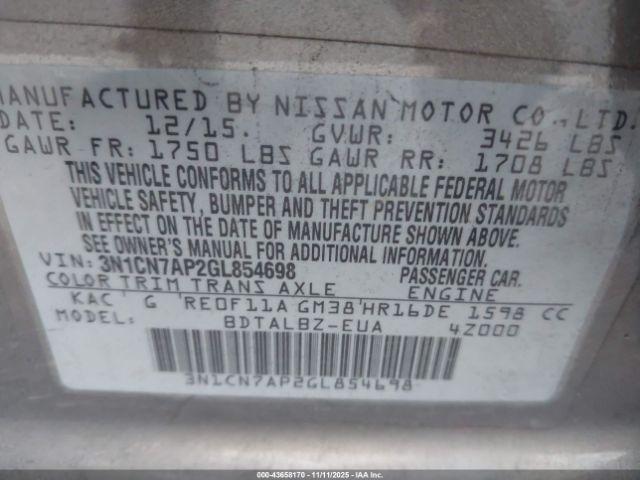 MANUFACTURED BY NISSAN MOTOR CO., LTD.
DATE: 12/15. GVWR: 3426 LBS
GAWR FR: 1750 LBS GAWR RR: 1708 LBS
THIS VEHICLE CONFORMS TO ALL APPLICABLE FEDERAL MOTOR
VEHICLE SAFETY, BUMPER AND THEFT PREVENTION STANDARDS
IN EFFECT ON THE DATE OF MANUFACTURE SHOWN ABOVE.
SEE OWNER'S MANUAL FOR ADDITIONAL INFORMATION.
VIN: 3N1CN7AP2GL854698 PASSENGER CAR.
COLOR TRIM TRANS AXLE ENGINE
KAC G RE0F11A GM38 HR16DE 1598 CC
MODEL: BDTALBZ-EUA 4Z000
3N1CN7AP2GL854698
000-43658170 - 11/11/2025 - IAA Inc.